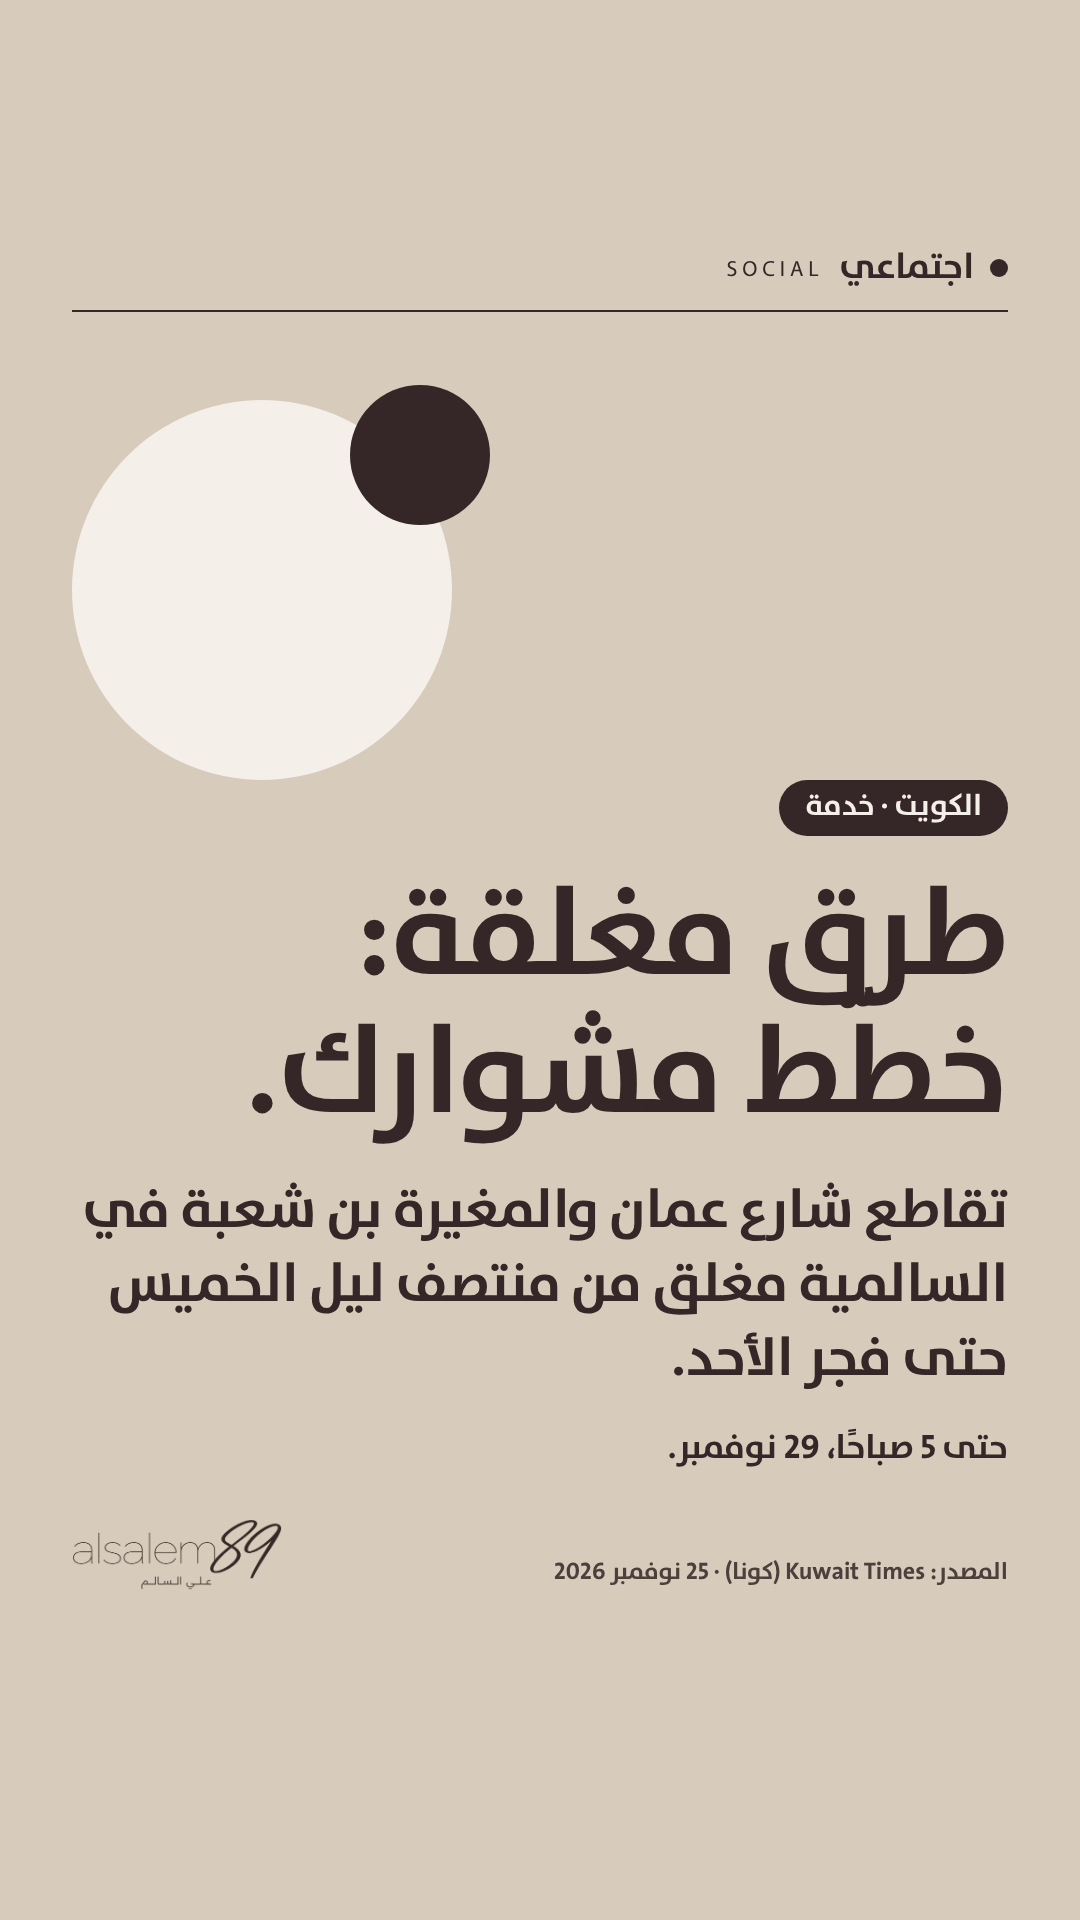 اجتماعي SOCIAL
الكويت · خدمة
طرق مغلقة:
خطّط مشوارك.
تقاطع شارع عمان والمغيرة بن شعبة في
السالمية مغلق من منتصف ليل الخميس
حتى فجر الأحد.
حتى 5 صباحًا، 29 نوفمبر.
المصدر: Kuwait Times (كونا) · 25 نوفمبر 2026
alsalem89
علي السالم